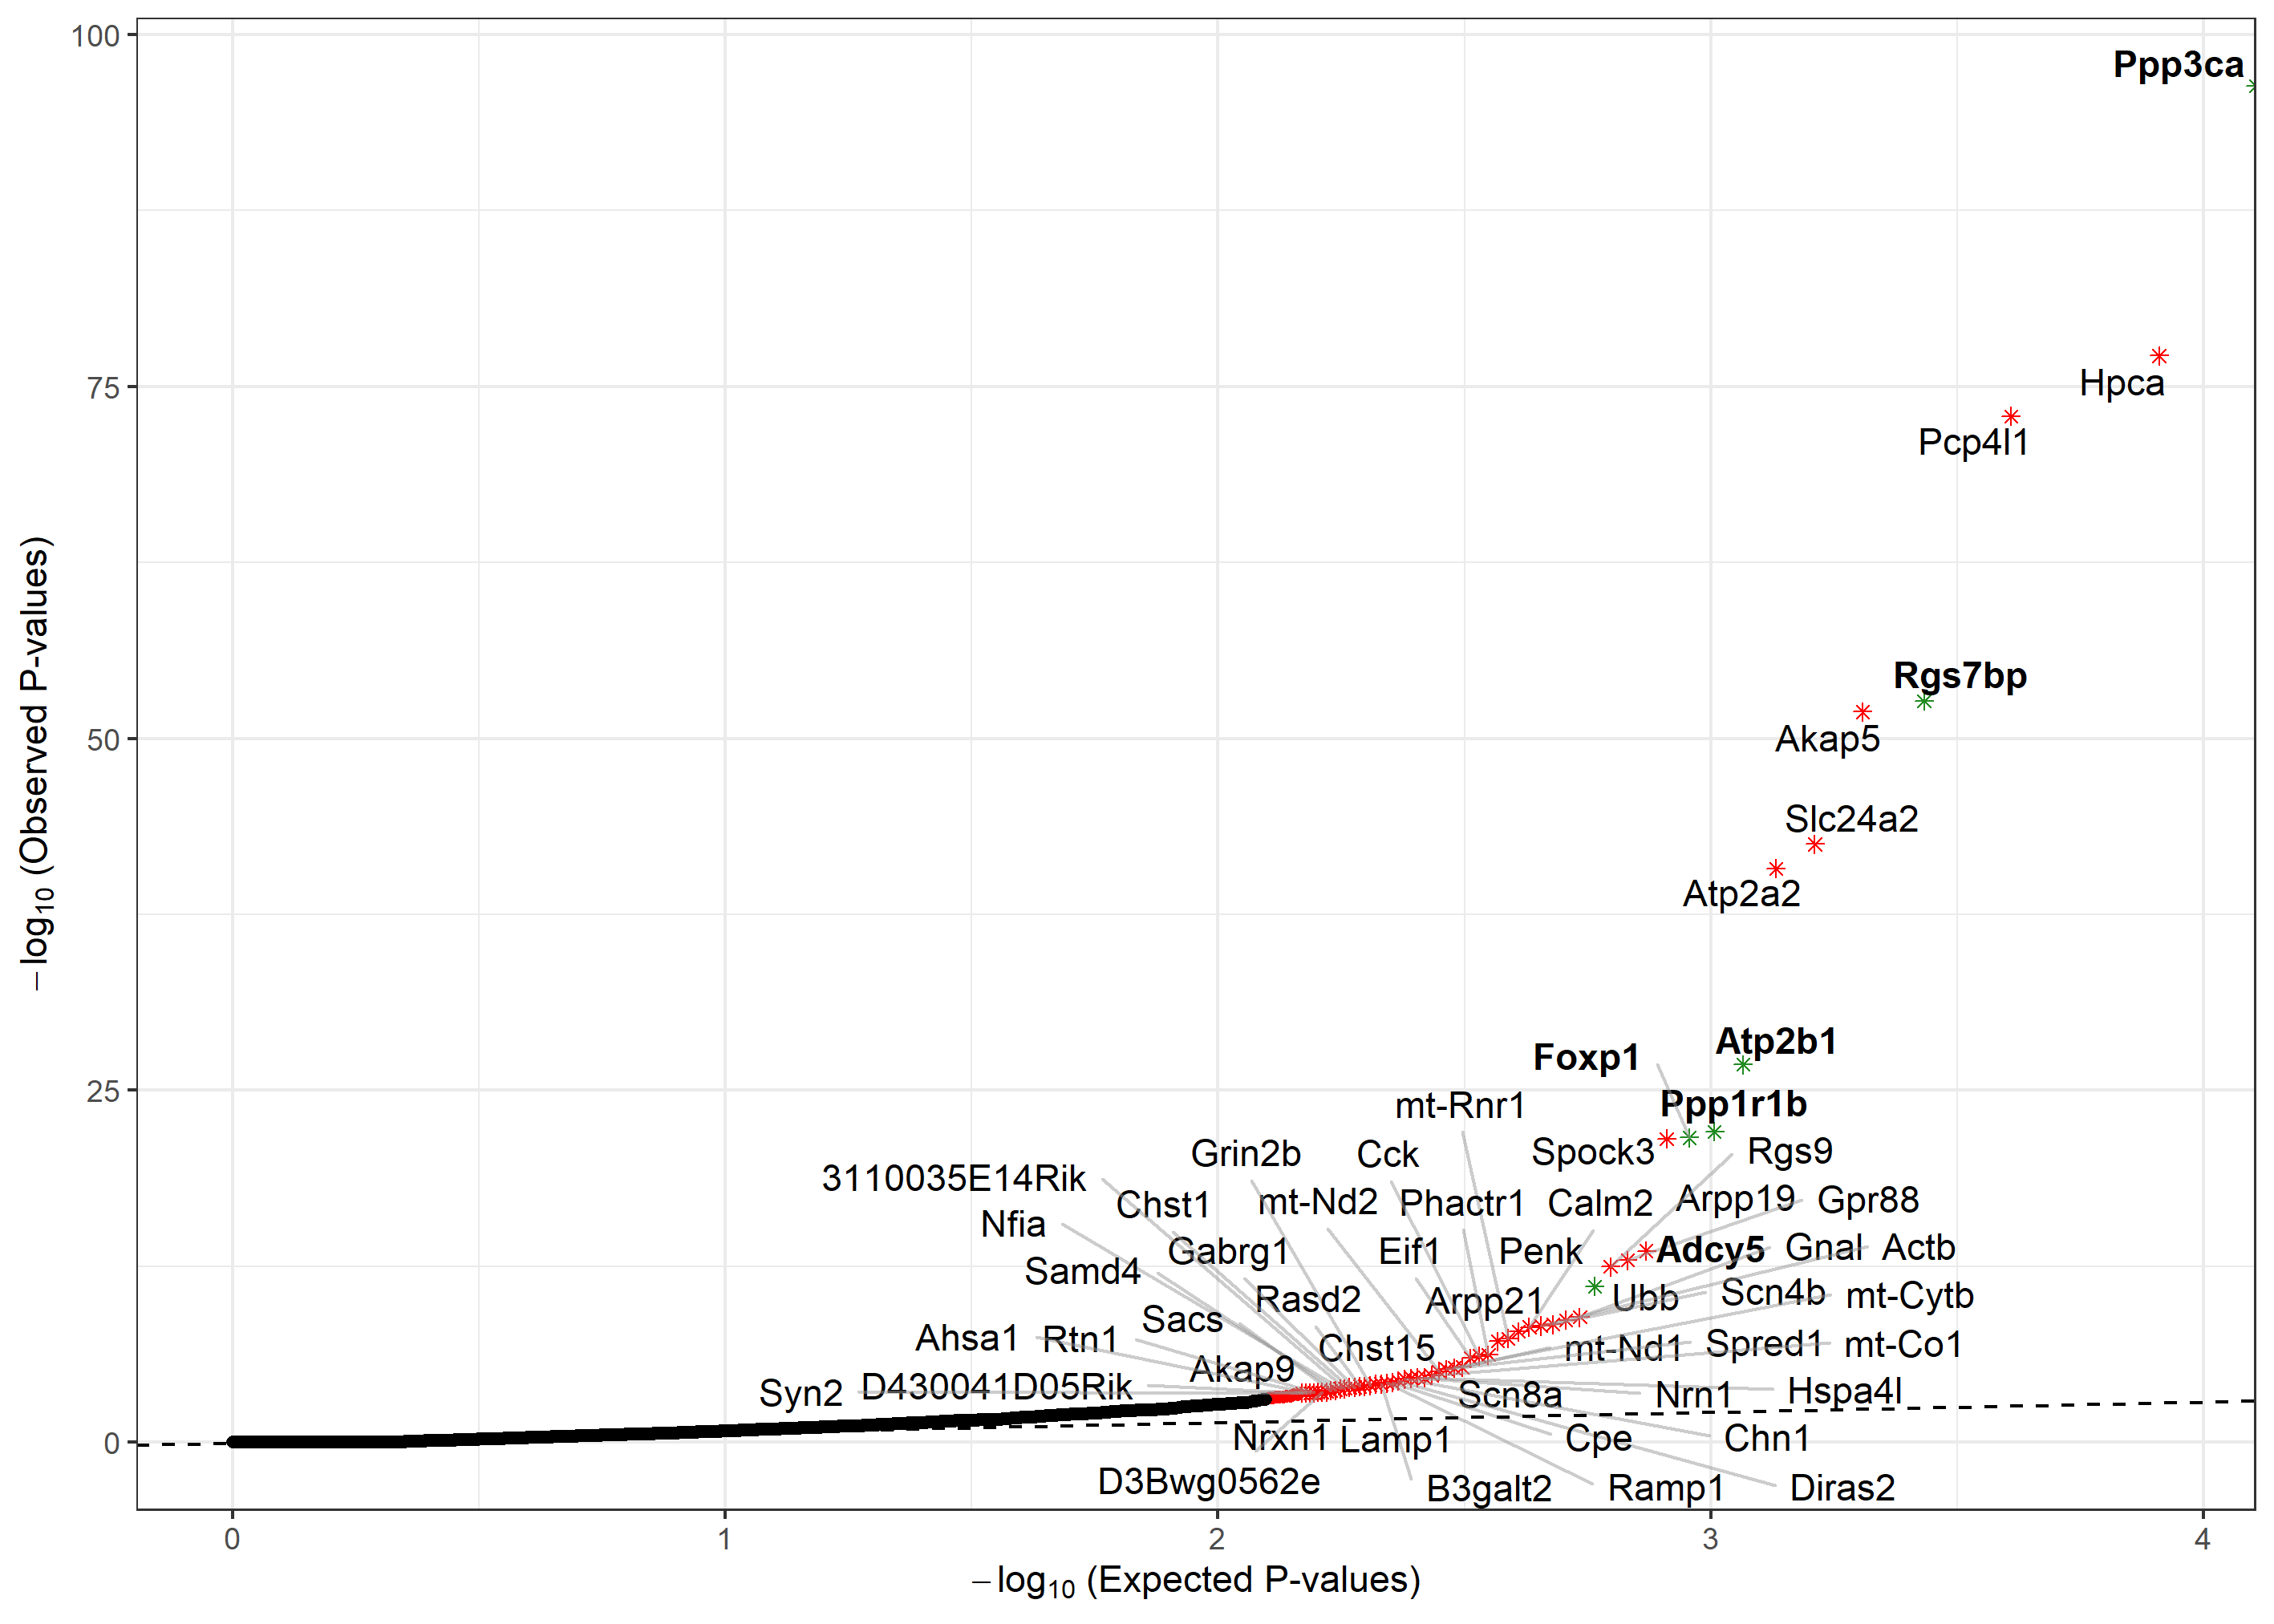 100
Ppp3ca
75
Hpca
Pcp4l1
Rgs7bp
50
Akap5
Slc24a2
Atp2a2
Foxp1
Atp2b1
25
mt-Rnr1
Ppp1r1b
3110035E14Rik
Grin2b
Cck
Spock3
Rgs9
Nfia
Chst1
mt-Nd2
Phactr1
Calm2
Arpp19
Gpr88
Samd4
Gabrg1
Eif1
Penk
Adcy5
Gnal
Actb
Sacs
Rasd2
Arpp21
Ubb
Scn4b
mt-Cytb
Ahsa1
Rtn1
Chst15
mt-Nd1
Spred1
mt-Co1
Syn2
D430041D05Rik
Akap9
Scn8a
Nrn1
Hspa4l
0
Nrxn1
Lamp1
Cpe
Chn1
D3Bwg0562e
B3galt2
Ramp1
Diras2
0
1
2
3
4
−log10 (Expected P-values)
−log10 (Observed P-values)